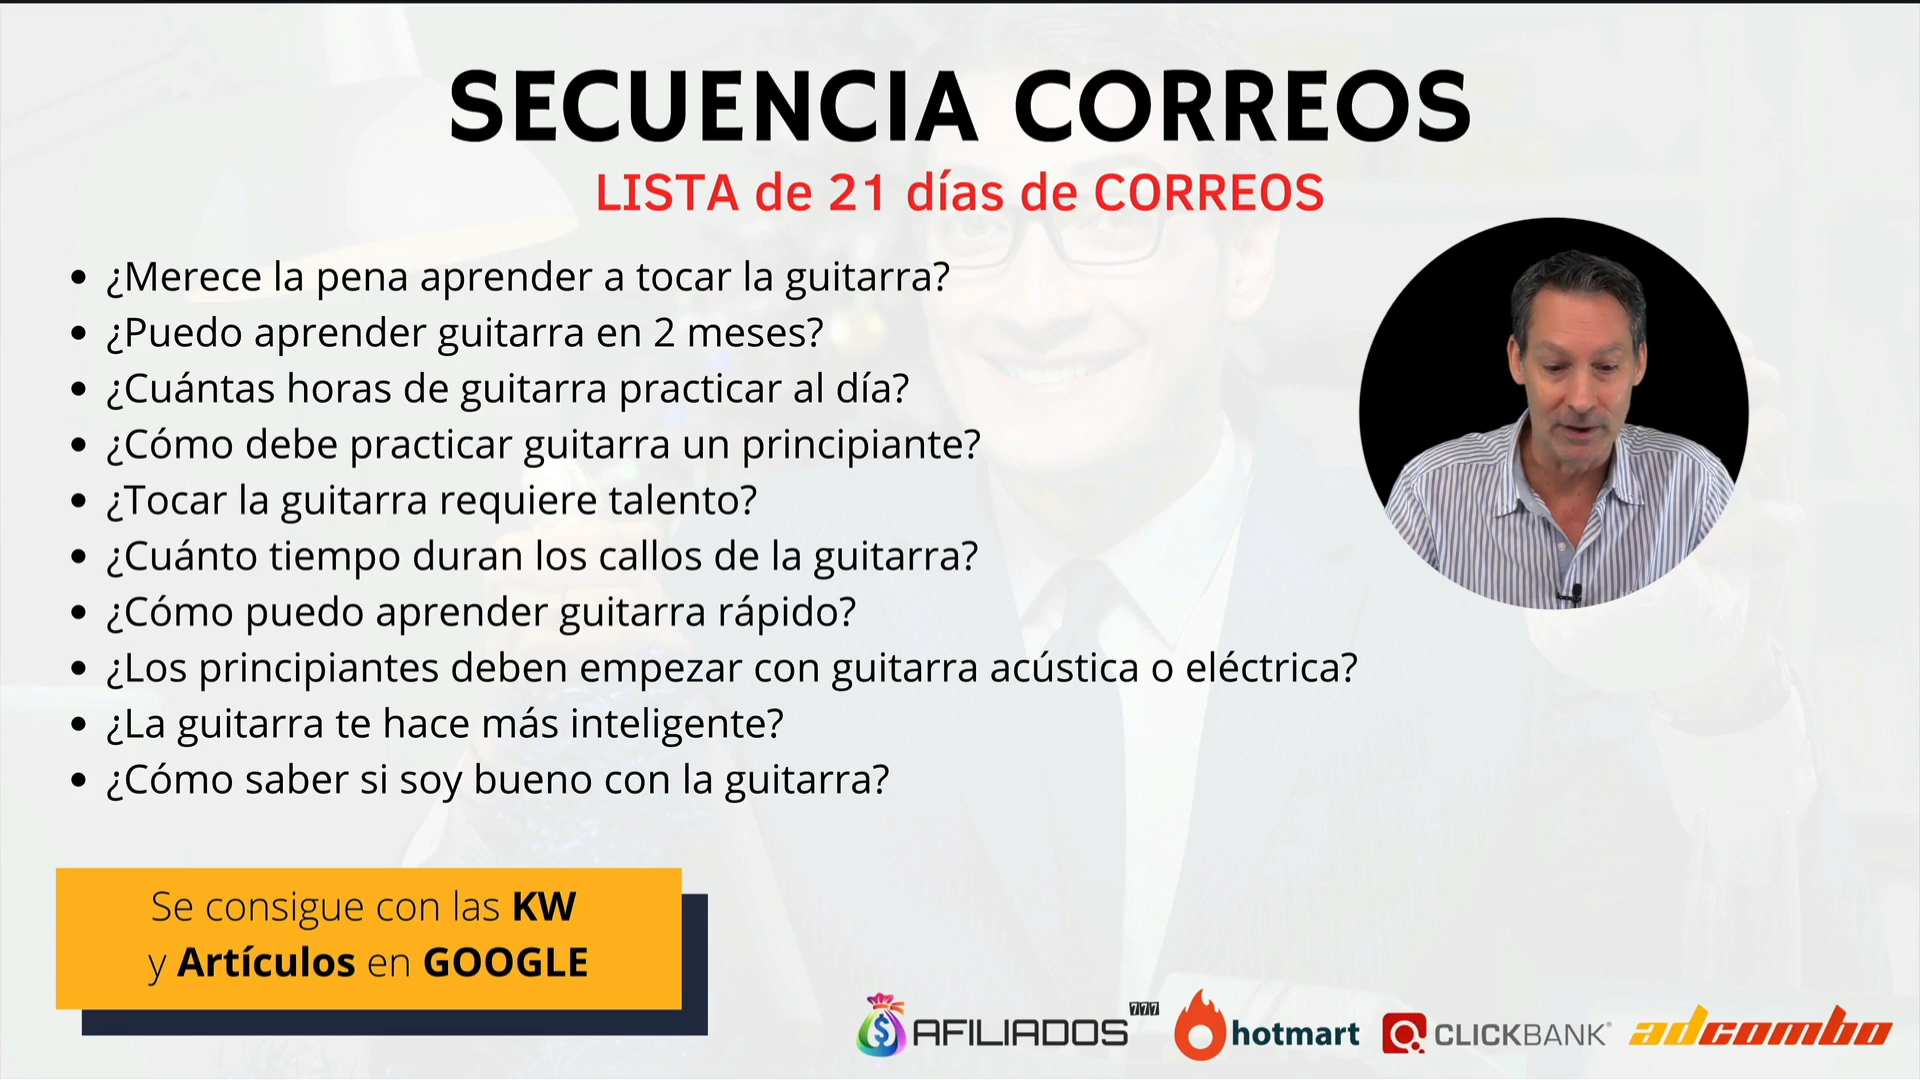 SECUENCIA CORREOS
LISTA de 21 días de CORREOS
• ¿Merece la pena aprender a tocar la guitarra?
• ¿Puedo aprender guitarra en 2 meses?
• ¿Cuántas horas de guitarra practicar al día?
• ¿Cómo debe practicar guitarra un principiante?
• ¿Tocar la guitarra requiere talento?
• ¿Cuánto tiempo duran los callos de la guitarra?
• ¿Cómo puedo aprender guitarra rápido?
• ¿Los principiantes deben empezar con guitarra acústica o eléctrica?
• ¿La guitarra te hace más inteligente?
• ¿Cómo saber si soy bueno con la guitarra?
Se consigue con las KW
y Artículos en GOOGLE
AFILIADOS 777 hotmart CLICKBANK® adcombo